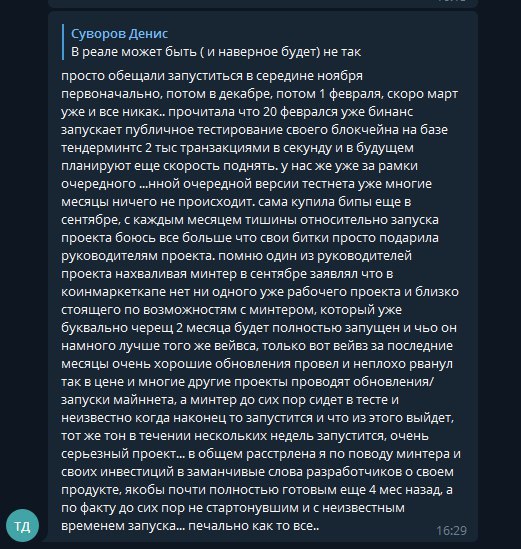 Суворов Денис
В реале может быть ( и наверное будет) не так
просто обещали запуститься в середине ноября
первоначально, потом в декабре, потом 1 февраля, скоро март
уже и все никак.. прочитала что 20 феврался уже бинанс
запускает публичное тестирование своего блокчейна на базе
тендерминтс 2 тыс транзакциями в секунду и в будущем
планируют еще скорость поднять. у нас же уже за рамки
очередного ...нной очередной версии тестнета уже многие
месяцы ничего не происходит. сама купила бипы еще в
сентябре, с каждым месяцем тишины относительно запуска
проекта боюсь все больше что свои битки просто подарила
руководителям проекта. помню один из руководителей
проекта нахваливая минтер в сентябре заявлял что в
коинмаркеткапе нет ни одного уже рабочего проекта и близко
стоящего по возможностям с минтером, который уже
буквально черещ 2 месяца будет полностью запущен и чьо он
намного лучше того же вейвса, только вот вейвз за последние
месяцы очень хорошие обновления провел и неплохо рванул
так в цене и многие другие проекты проводят обновления/
запуски майннета, а минтер до сих пор сидет в тесте и
неизвестно когда наконец то запустится и что из этого выйдет,
тот же тон в течении нескольких недель запустится, очень
серьезный проект... в общем расстрлена я по поводу минтера и
своих инвестиций в заманчивые слова разработчиков о своем
продукте, якобы почти полностью готовым еще 4 мес назад, а
по факту до сих пор не стартонувшим и с неизвестным
временем запуска... печально как то все..
ТД
16:29